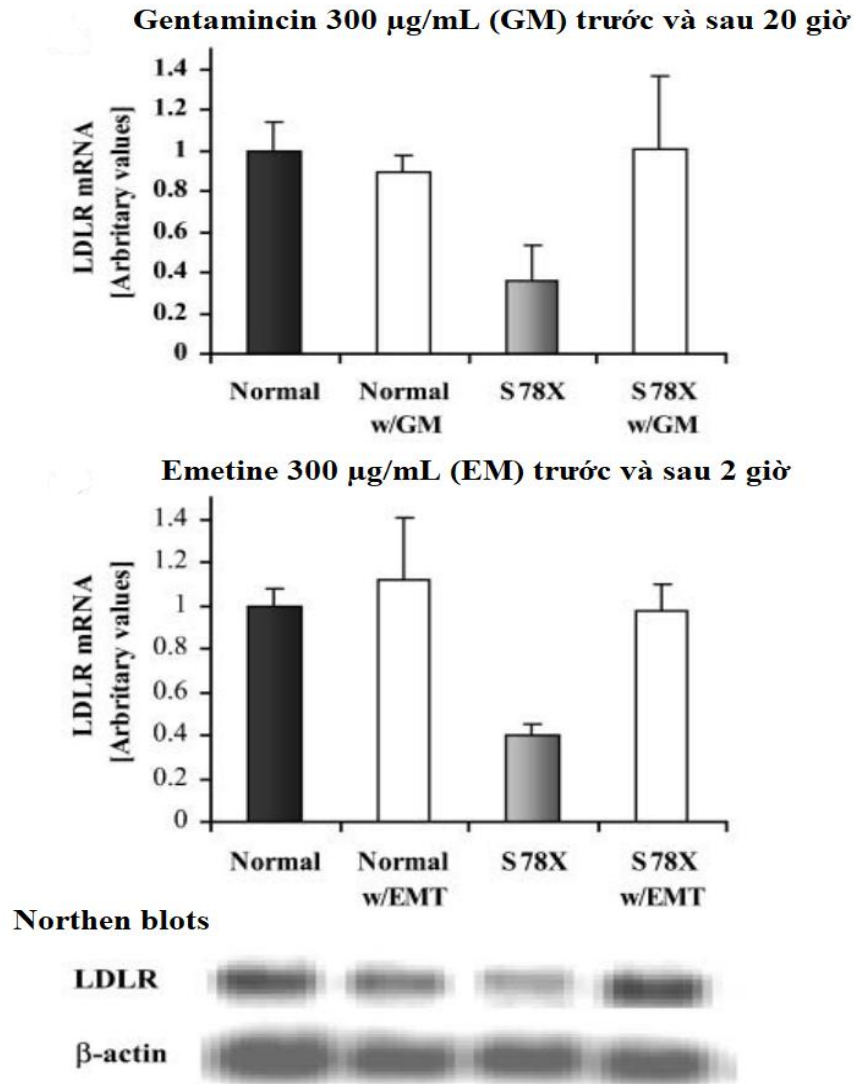 Gentamincin 300 µg/mL (GM) trước và sau 20 giờ
LDLR mRNA
[Arbritary values]
1.4
1.2
1
0.8
0.6
0.4
0.2
0
Normal
Normal
w/GM
S78X
S78X
w/GM
Emetine 300 µg/mL (EM) trước và sau 2 giờ
LDLR mRNA
[Arbritary values]
1.4
1.2
1
0.8
0.6
0.4
0.2
0
Normal
Normal
w/EMT
S78X
S78X
w/EMT
Northen blots
LDLR
β-actin